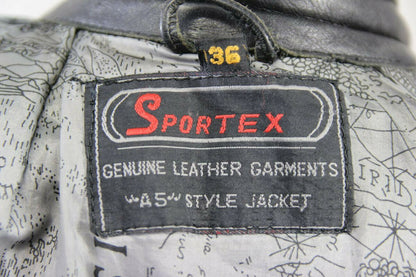 36
SPORTEX
GENUINE LEATHER GARMENTS
"A5" STYLE JACKET